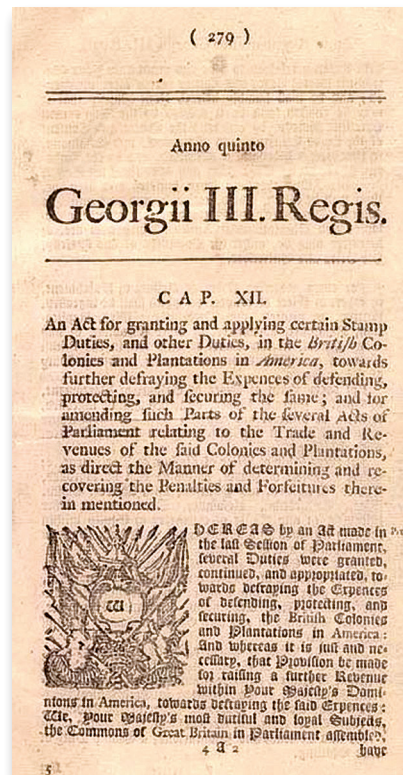 ( 279 )
Anno quinto
Georgii III. Regis.
CAP. XII.
An Act for granting and applying certain Stamp
Duties, and other Duties, in the British Co-
lonies and Plantations in America, towards
further defraying the Expences of defending,
protecting, and securing the same; and for
amending such Parts of the several Acts of
Parliament relating to the Trade and Re-
venues of the said Colonies and Plantations,
as direct the Manner of determining and re-
covering the Penalties and Forfeitures there-
in mentioned.
WHEREAS by an Act made in
the last Session of Parliament,
several Duties were granted,
continued, and appropriated, to-
wards defraying the Expences
of defending, protecting, and
securing, the British Colonies
and Plantations in America:
And whereas it is just and ne-
cessary, that Provision be made
for raising a further Revenue
within Your Majesty's Domi-
nions in America, towards defraying the said Expences:
We, Your Majesty's most dutiful and loyal Subjects,
the Commons of Great Britain in Parliament assembled,
4 A 2 have
5